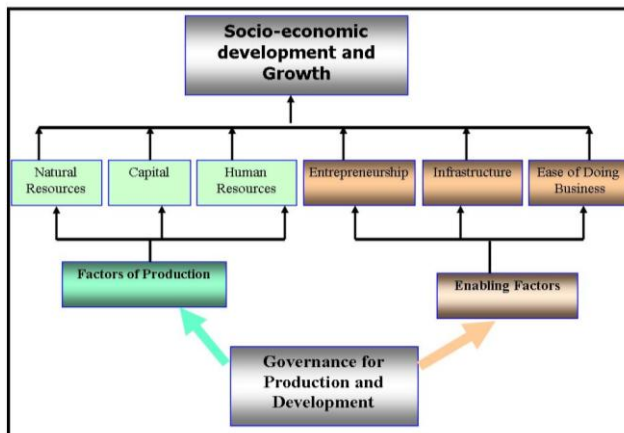 Socio-economic
development and
Growth
Natural
Resources
Capital
Human
Resources
Entrepreneurship
Infrastructure
Ease of Doing
Business
Factors of Production
Enabling Factors
Governance for
Production and
Development